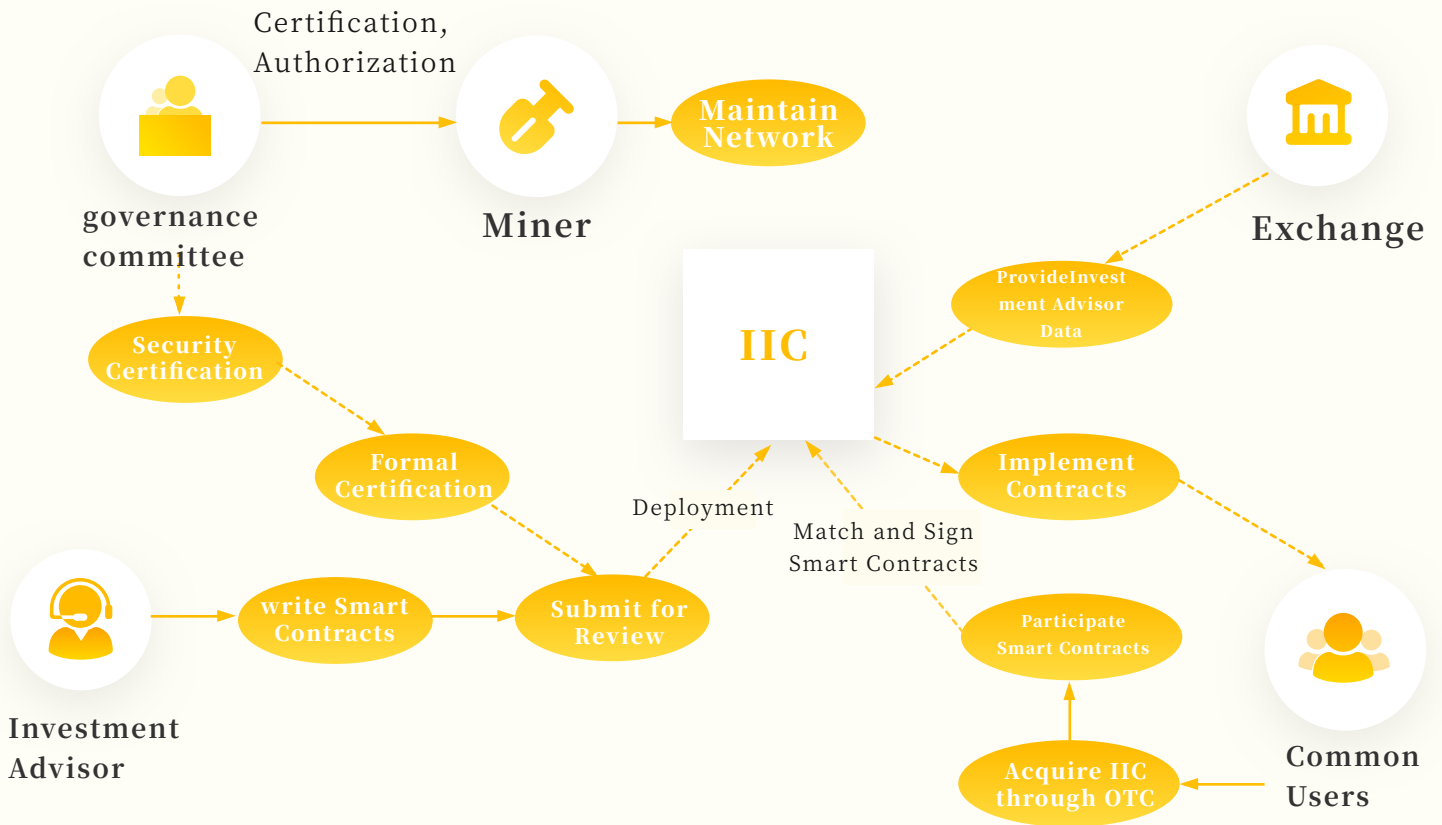 Certification,
Authorization
governance
committee
Miner
Maintain
Network
Exchange
ProvideInvest
ment Advisor
Data
IIC
Security
Certification
Formal
Certification
Implement
Contracts
Deployment
Match and Sign
Smart Contracts
write Smart
Contracts
Submit for
Review
Participate
Smart Contracts
Investment
Advisor
Acquire IIC
through OTC
Common
Users